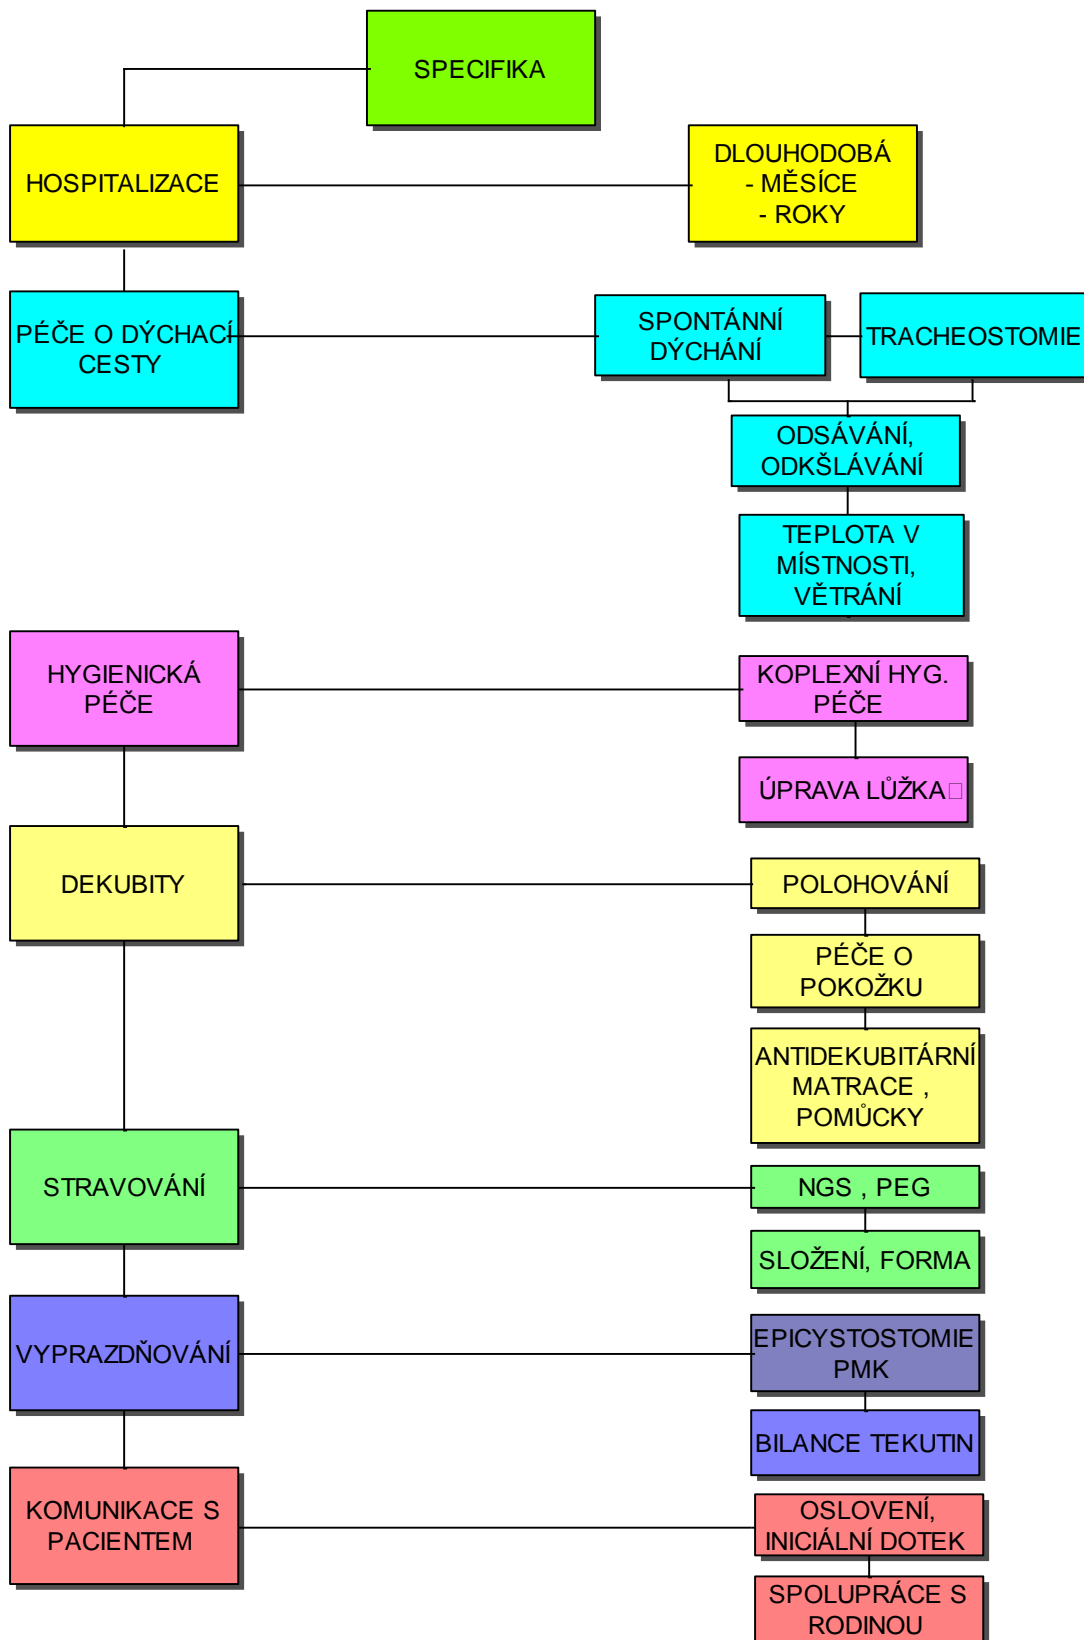 SPECIFIKA
HOSPITALIZACE
DLOUHODOBÁ
- MĚSÍCE
- ROKY
PÉČE O DÝCHACÍ
CESTY
SPONTÁNNÍ
DÝCHÁNÍ
TRACHEOSTOMIE
ODSÁVÁNÍ,
ODKŠLÁVÁNÍ
TEPLOTA V
MÍSTNOSTI,
VĚTRÁNÍ
HYGIENICKÁ
PÉČE
KOPLEXNÍ HYG.
PÉČE
ÚPRAVA LŮŽKA□
DEKUBITY
POLOHOVÁNÍ
PÉČE O
POKOŽKU
ANTIDEKUBITÁRNÍ
MATRACE ,
POMŮCKY
STRAVOVÁNÍ
NGS , PEG
SLOŽENÍ, FORMA
VYPRAZDŇOVÁNÍ
EPICYSTOSTOMIE
PMK
BILANCE TEKUTIN
KOMUNIKACE S
PACIENTEM
OSLOVENÍ,
INICIÁLNÍ DOTEK
SPOLUPRÁCE S
RODINOU